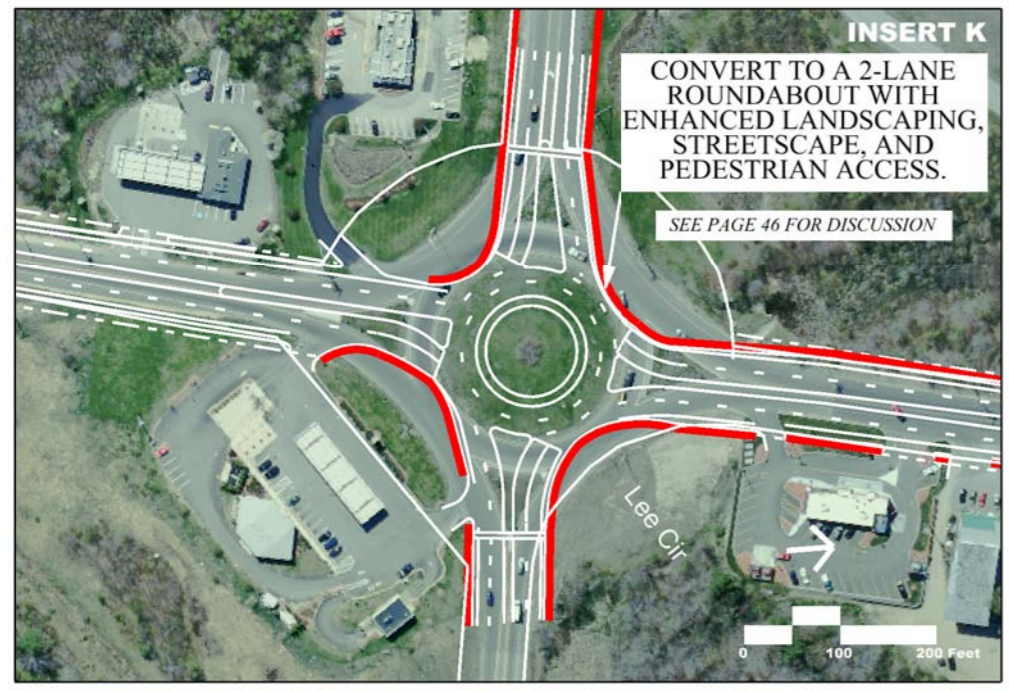 INSERT K
CONVERT TO A 2-LANE
ROUNDABOUT WITH
ENHANCED LANDSCAPING,
STREETSCAPE, AND
PEDESTRIAN ACCESS.
SEE PAGE 46 FOR DISCUSSION
Lee Cir
0 100 200 Feet